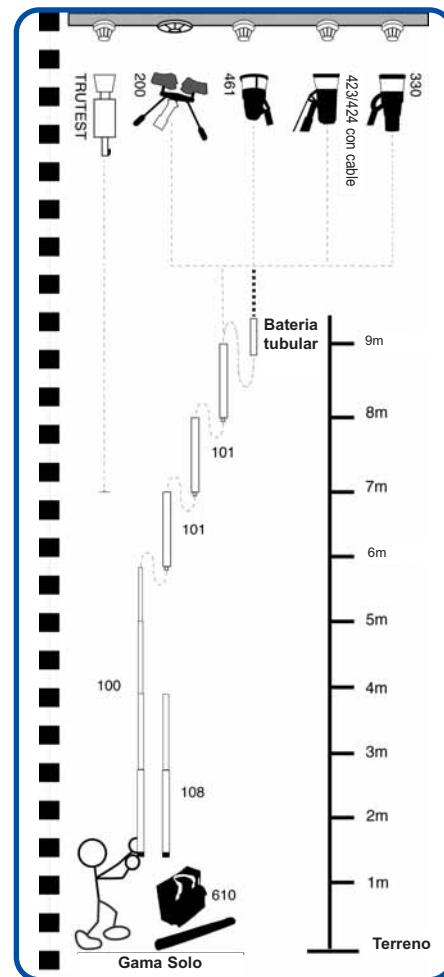 TRUTEST
200
461
423/424 con cable
330
Bateria
tubular
9m
8m
101
7m
101
6m
5m
100
4m
3m
108
2m
1m
610
Terreno
Gama Solo